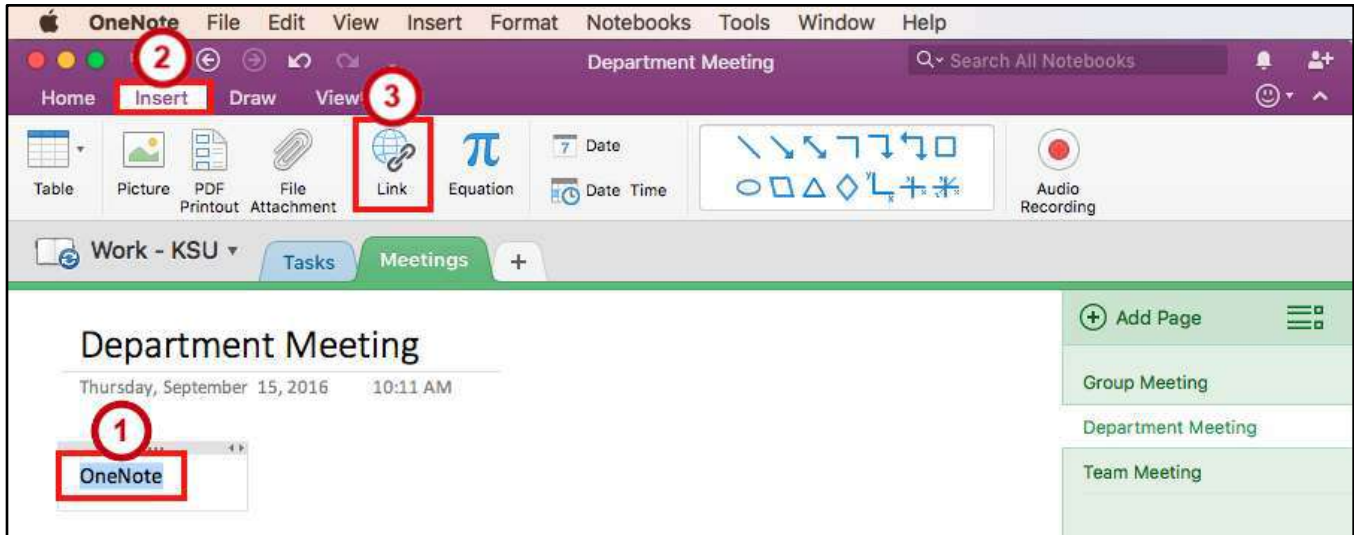 OneNote File Edit View Insert Format Notebooks Tools Window Help
2
Department Meeting
Search All Notebooks
Home Insert Draw View
3
Table
Picture
PDF Printout
File Attachment
Link
Equation
7 Date
Date Time
Audio Recording
Work - KSU
Tasks
Meetings
+
Add Page
Department Meeting
Thursday, September 15, 2016 10:11 AM
Group Meeting
Department Meeting
Team Meeting
1
OneNote